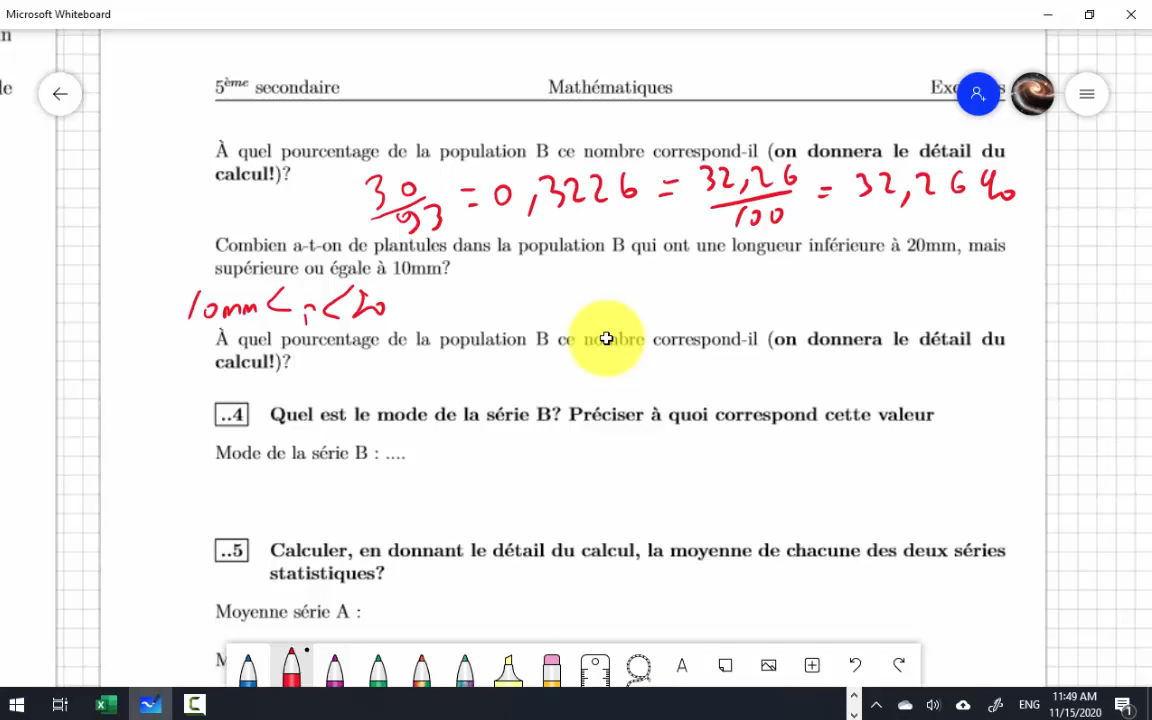 Microsoft Whiteboard
n
le
5ème secondaire Mathématiques Exe s
À quel pourcentage de la population B ce nombre correspond-il (on donnera le détail du
calcul!)?
30/93 = 0,3226 = 32,26/100 = 32,26%
Combien a-t-on de plantules dans la population B qui ont une longueur inférieure à 20mm, mais
supérieure ou égale à 10mm?
10mm < < 20
À quel pourcentage de la population B ce nombre correspond-il (on donnera le détail du
calcul!)?
..4 Quel est le mode de la série B? Préciser à quoi correspond cette valeur
Mode de la série B : ....
..5 Calculer, en donnant le détail du calcul, la moyenne de chacune des deux séries
statistiques?
Moyenne série A :
M
A
ENG
11:49 AM
11/15/2020
1